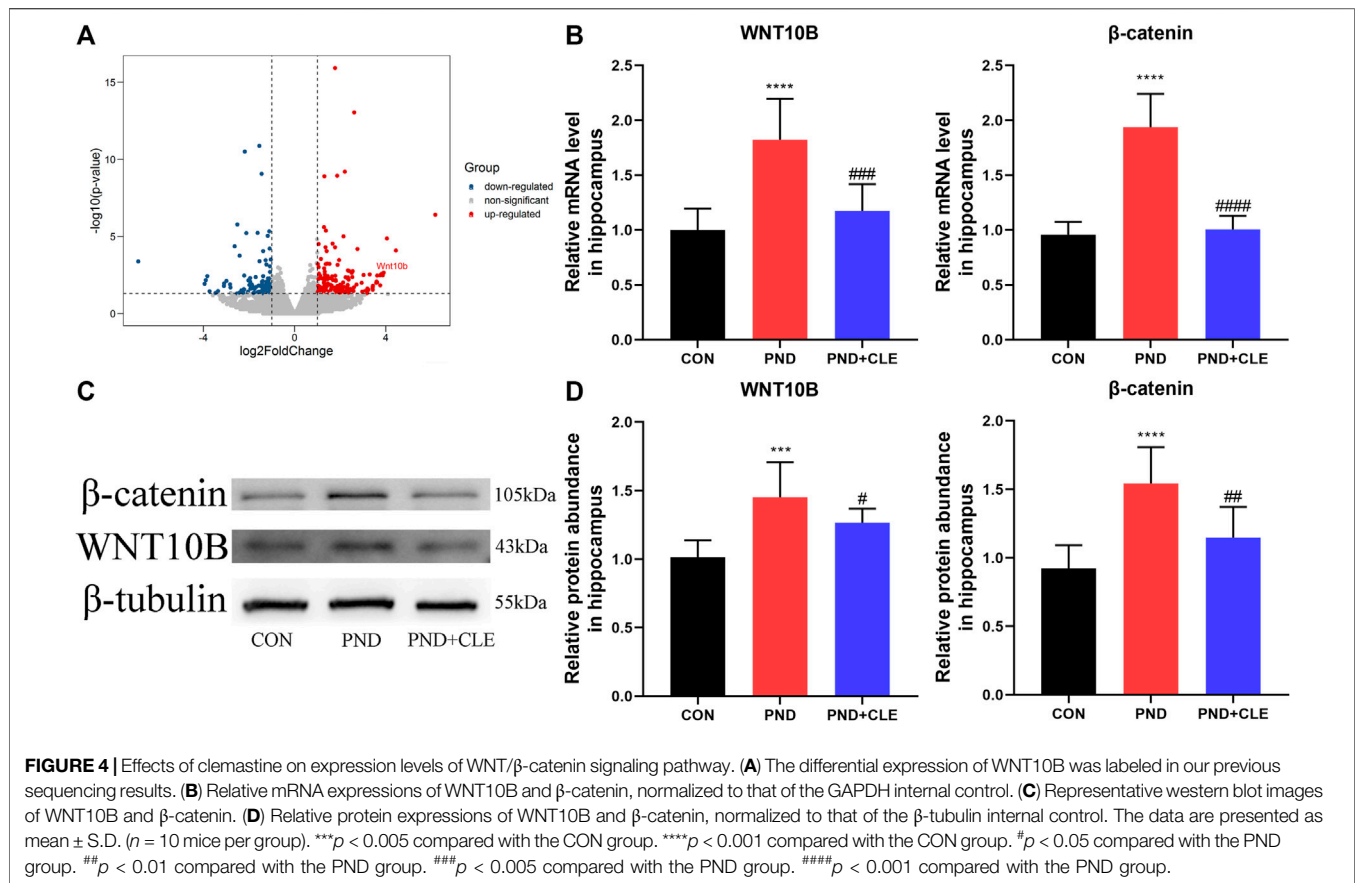 A
15
10
5
0
-log10(p-value)
-4
0
4
log2FoldChange
Wnt10b
Group
down-regulated
non-significant
up-regulated
B
WNT10B
2.5
2.0
1.5
1.0
0.5
0.0
Relative mRNA level
in hippocampus
****
###
CON
PND
PND+CLE
β-catenin
2.5
2.0
1.5
1.0
0.5
0.0
Relative mRNA level
in hippocampus
****
####
CON
PND
PND+CLE
C
β-catenin
105kDa
WNT10B
43kDa
β-tubulin
55kDa
CON
PND
PND+CLE
D
WNT10B
2.0
1.5
1.0
0.5
0.0
Relative protein abundance
in hippocampus
***
#
CON
PND
PND+CLE
β-catenin
2.0
1.5
1.0
0.5
0.0
Relative protein abundance
in hippocampus
****
##
CON
PND
PND+CLE
FIGURE 4 | Effects of clemastine on expression levels of WNT/β-catenin signaling pathway. (A) The differential expression of WNT10B was labeled in our previous
sequencing results. (B) Relative mRNA expressions of WNT10B and β-catenin, normalized to that of the GAPDH internal control. (C) Representative western blot images
of WNT10B and β-catenin. (D) Relative protein expressions of WNT10B and β-catenin, normalized to that of the β-tubulin internal control. The data are presented as
mean ± S.D. (n = 10 mice per group). ***p < 0.005 compared with the CON group. ****p < 0.001 compared with the CON group. #p < 0.05 compared with the PND
group. ##p < 0.01 compared with the PND group. ###p < 0.005 compared with the PND group. ####p < 0.001 compared with the PND group.